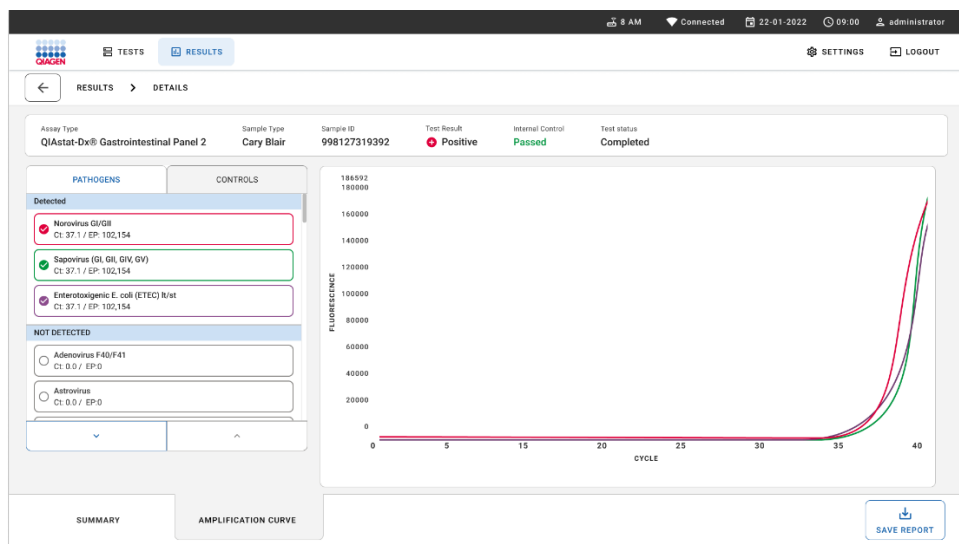 8 AM Connected 22-01-2022 09:00 administrator
QIAGEN TESTS RESULTS SETTINGS LOGOUT
RESULTS > DETAILS
Assay Type Sample Type Sample ID Test Result Internal Control Test status
QIAstat-Dx® Gastrointestinal Panel 2 Cary Blair 998127319392 Positive Passed Completed
PATHOGENS CONTROLS
Detected
Norovirus GI/GII
Ct: 37.1 / EP: 102,154
Sapovirus (GI, GII, GIV, GV)
Ct: 37.1 / EP: 102,154
Enterotoxigenic E. coli (ETEC) lt/st
Ct: 37.1 / EP: 102,154
NOT DETECTED
Adenovirus F40/F41
Ct: 0.0 / EP:0
Astrovirus
Ct: 0.0 / EP:0
186592
180000
160000
140000
120000
100000
80000
60000
40000
20000
0
FLUORESCENCE
0 5 15 20 25 30 35 40
CYCLE
SUMMARY AMPLIFICATION CURVE
SAVE REPORT